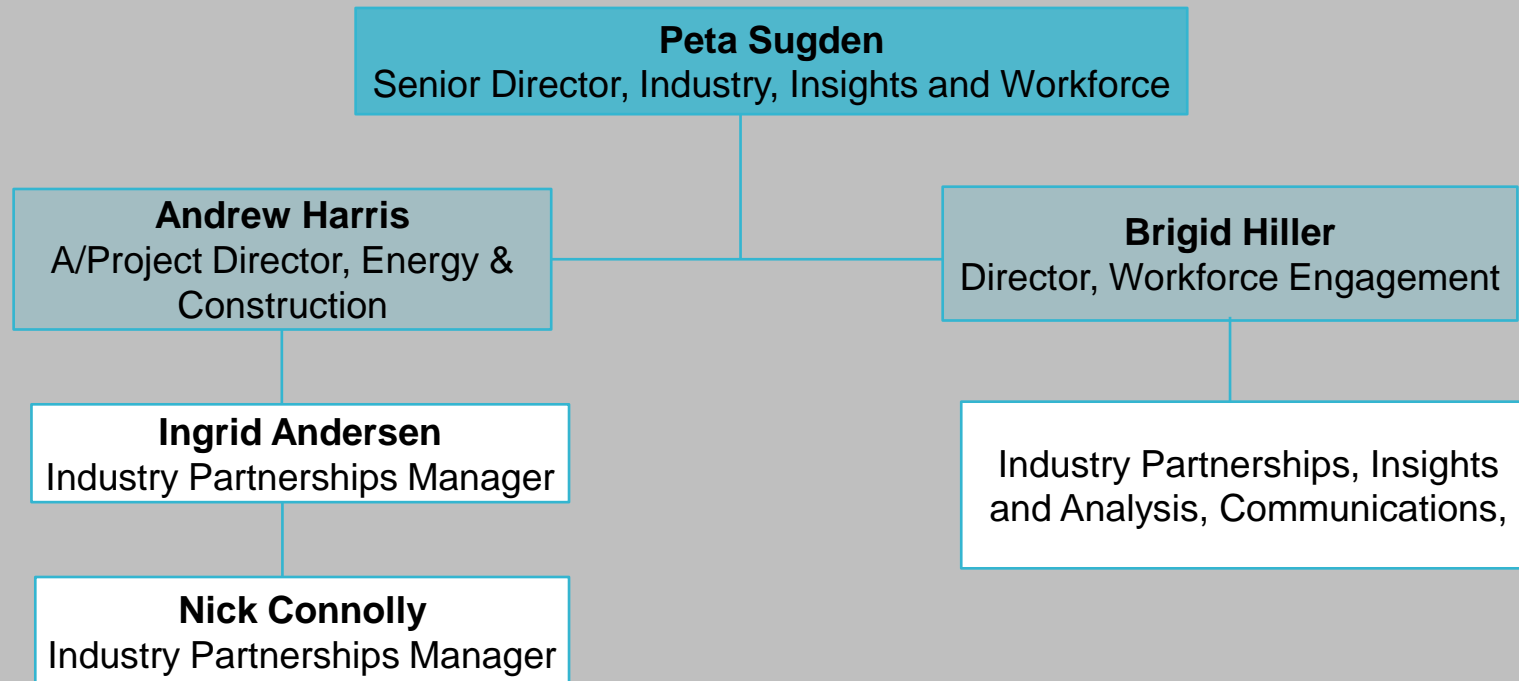 Peta Sugden
Senior Director, Industry, Insights and Workforce
Andrew Harris
A/Project Director, Energy &
Construction
Brigid Hiller
Director, Workforce Engagement
Ingrid Andersen
Industry Partnerships Manager
Industry Partnerships, Insights
and Analysis, Communications,
Nick Connolly
Industry Partnerships Manager